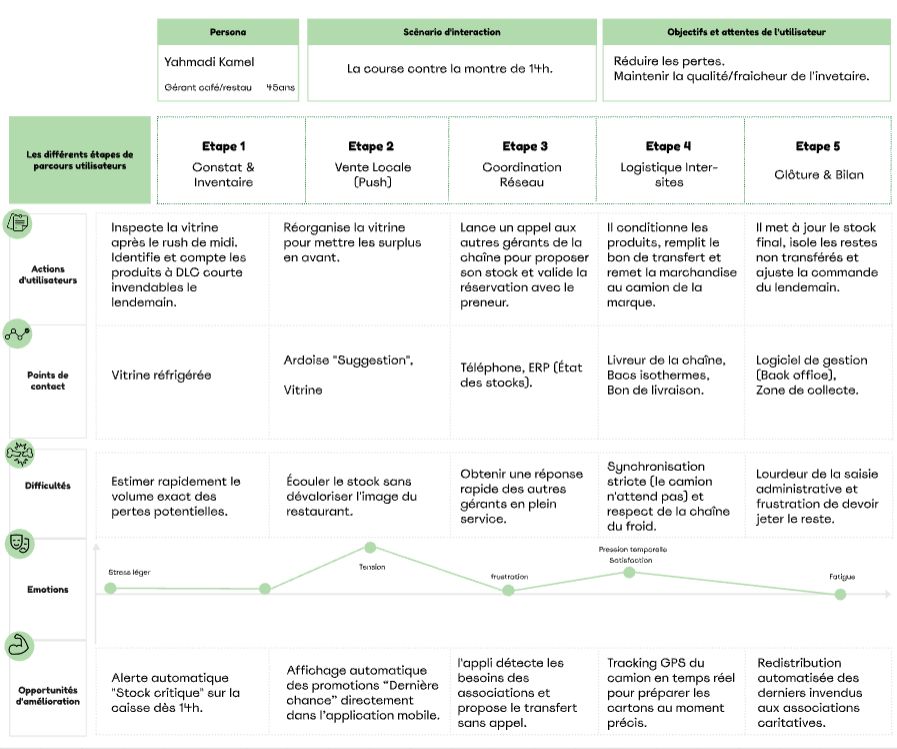 Persona
Scénario d'interaction
Objectifs et attentes de l'utilisateur
Yahmadi Kamel
Gérant café/restau 45ans
La course contre la montre de 14h.
Réduire les pertes.
Maintenir la qualité/fraicheur de l'invetaire.
Les différents étapes de
parcours utilisateurs
Etape 1
Constat &
Inventaire
Etape 2
Vente Locale
(Push)
Etape 3
Coordination
Réseau
Etape 4
Logistique Inter-
sites
Etape 5
Clôture & Bilan
Actions
d'utilisateurs
Inspecte la vitrine
après le rush de midi.
Identifie et compte les
produits à DLC courte
invendables le
lendemain.
Réorganise la vitrine
pour mettre les surplus
en avant.
Lance un appel aux
autres gérants de la
chaîne pour proposer
son stock et valide la
réservation avec le
preneur.
Il conditionne les
produits, remplit le
bon de transfert et
remet la marchandise
au camion de la
marque.
Il met à jour le stock
final, isole les restes
non transférés et
ajuste la commande
du lendemain.
Points de
contact
Vitrine réfrigérée
Ardoise "Suggestion",
Vitrine
Téléphone, ERP (État
des stocks).
Livreur de la chaîne,
Bacs isothermes,
Bon de livraison.
Logiciel de gestion
(Back office),
Zone de collecte.
Difficultés
Estimer rapidement le
volume exact des
pertes potentielles.
Écouler le stock sans
dévaloriser l'image du
restaurant.
Obtenir une réponse
rapide des autres
gérants en plein
service.
Synchronisation
stricte (le camion
n'attend pas) et
respect de la chaîne
du froid.
Lourdeur de la saisie
administrative et
frustration de devoir
jeter le reste.
Emotions
Stress léger
Tension
frustration
Pression temporelle
Satisfaction
Fatigue
Opportunités
d'amélioration
Alerte automatique
"Stock critique" sur la
caisse dès 14h.
Affichage automatique
des promotions “Dernière
chance” directement
dans l'application mobile.
l'appli détecte les
besoins des
associations et
propose le transfert
sans appel.
Tracking GPS du
camion en temps réel
pour préparer les
cartons au moment
précis.
Redistribution
automatisée des
derniers invendus
aux associations
caritatives.